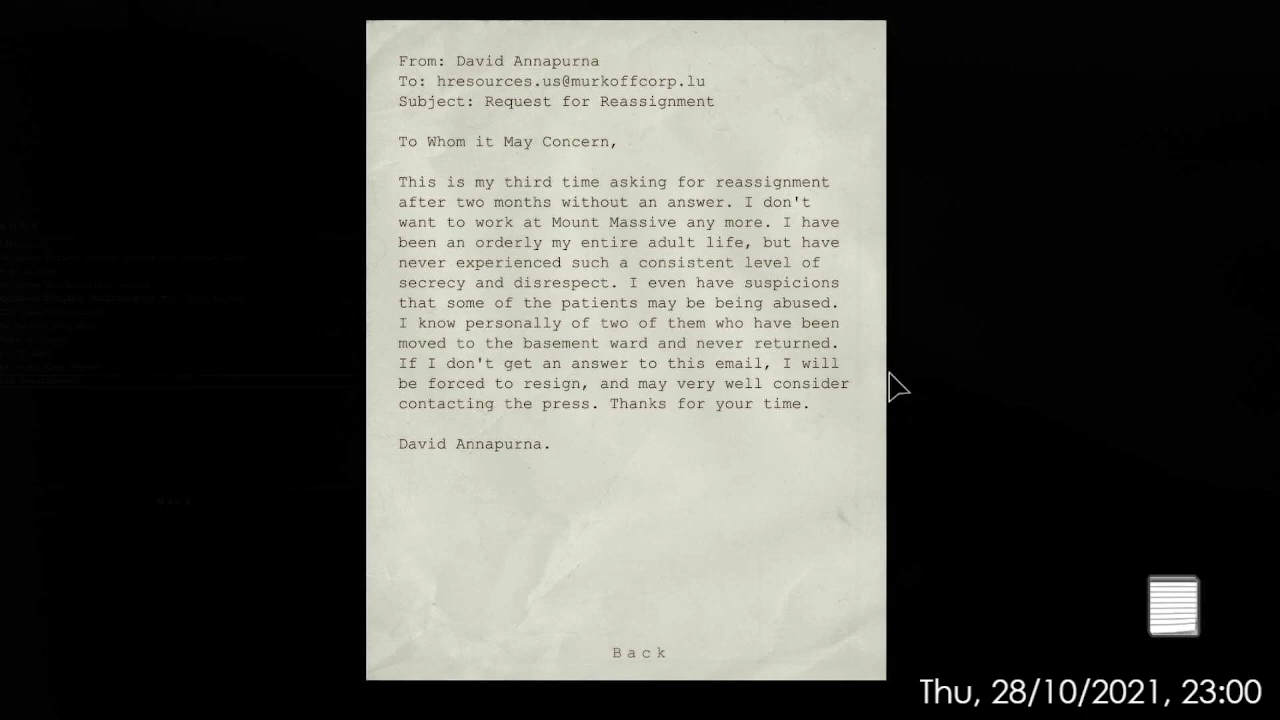 From: David Annapurna
To: hresources.us@murkoffcorp.lu
Subject: Request for Reassignment
To Whom it May Concern,
This is my third time asking for reassignment
after two months without an answer. I don't
want to work at Mount Massive any more. I have
been an orderly my entire adult life, but have
never experienced such a consistent level of
secrecy and disrespect. I even have suspicions
that some of the patients may be being abused.
I know personally of two of them who have been
moved to the basement ward and never returned.
If I don't get an answer to this email, I will
be forced to resign, and may very well consider
contacting the press. Thanks for your time.
David Annapurna.
Back
Thu, 28/10/2021, 23:00